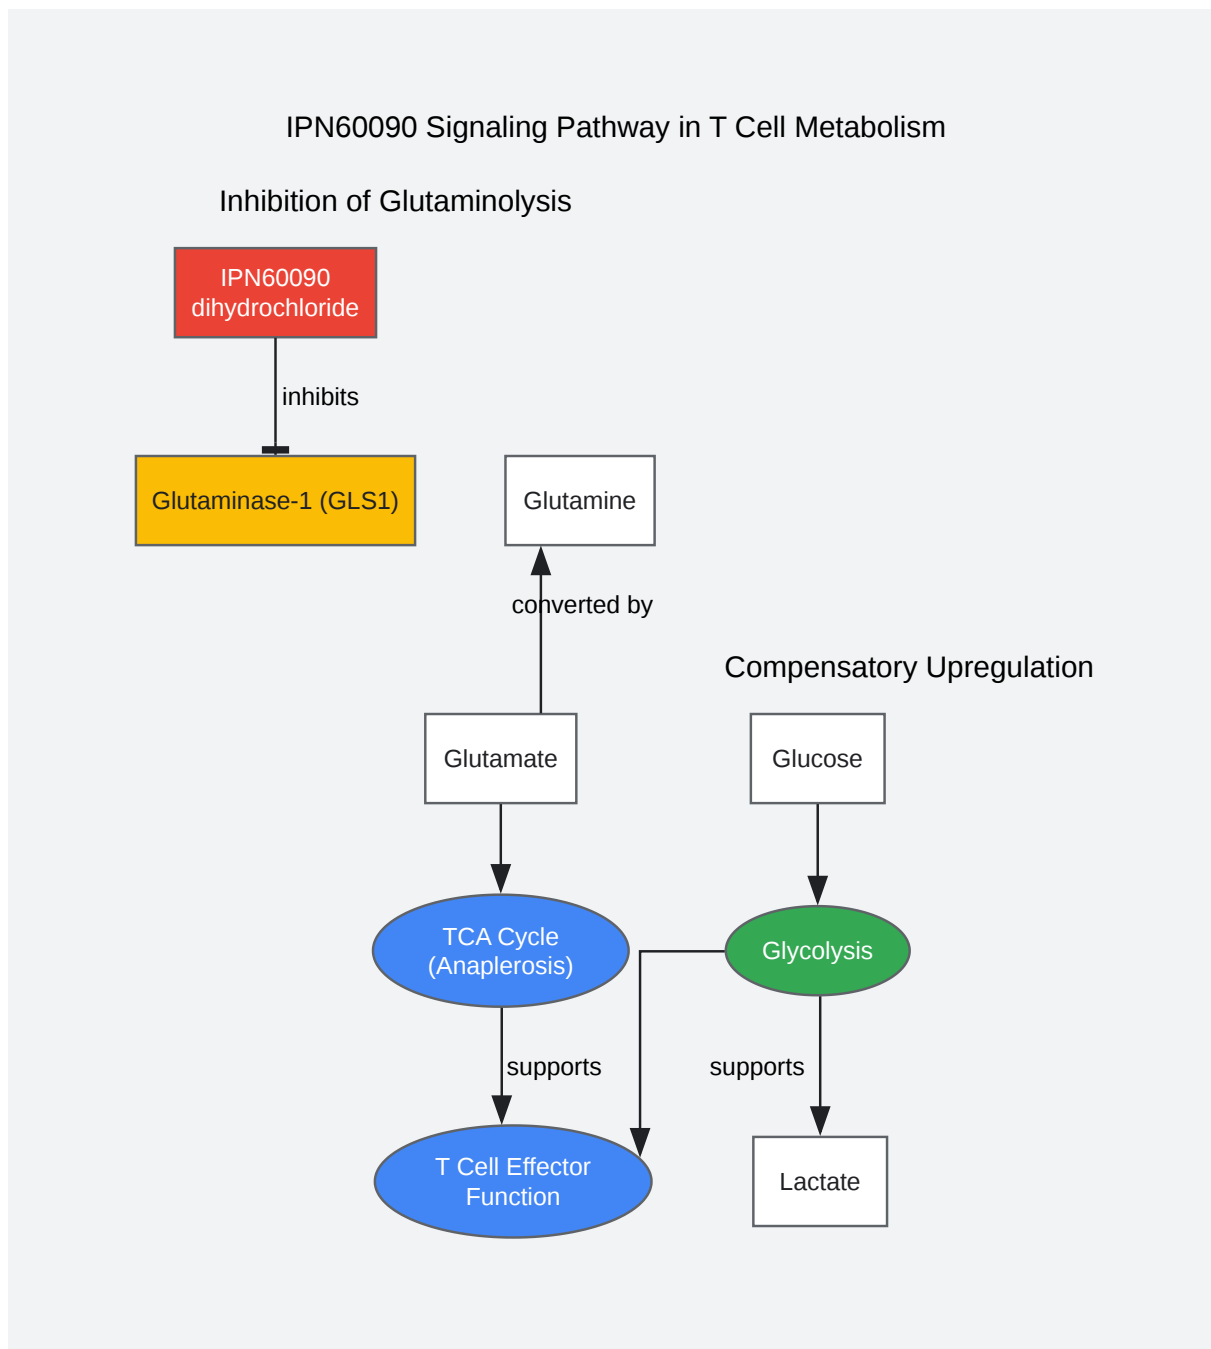 IPN60090 Signaling Pathway in T Cell Metabolism
Inhibition of Glutaminolysis
IPN60090
dihydrochloride
inhibits
Glutaminase-1 (GLS1)
Glutamine
converted by
Compensatory Upregulation
Glutamate
Glucose
TCA Cycle
(Anaplerosis)
Glycolysis
supports
supports
T Cell Effector
Function
Lactate